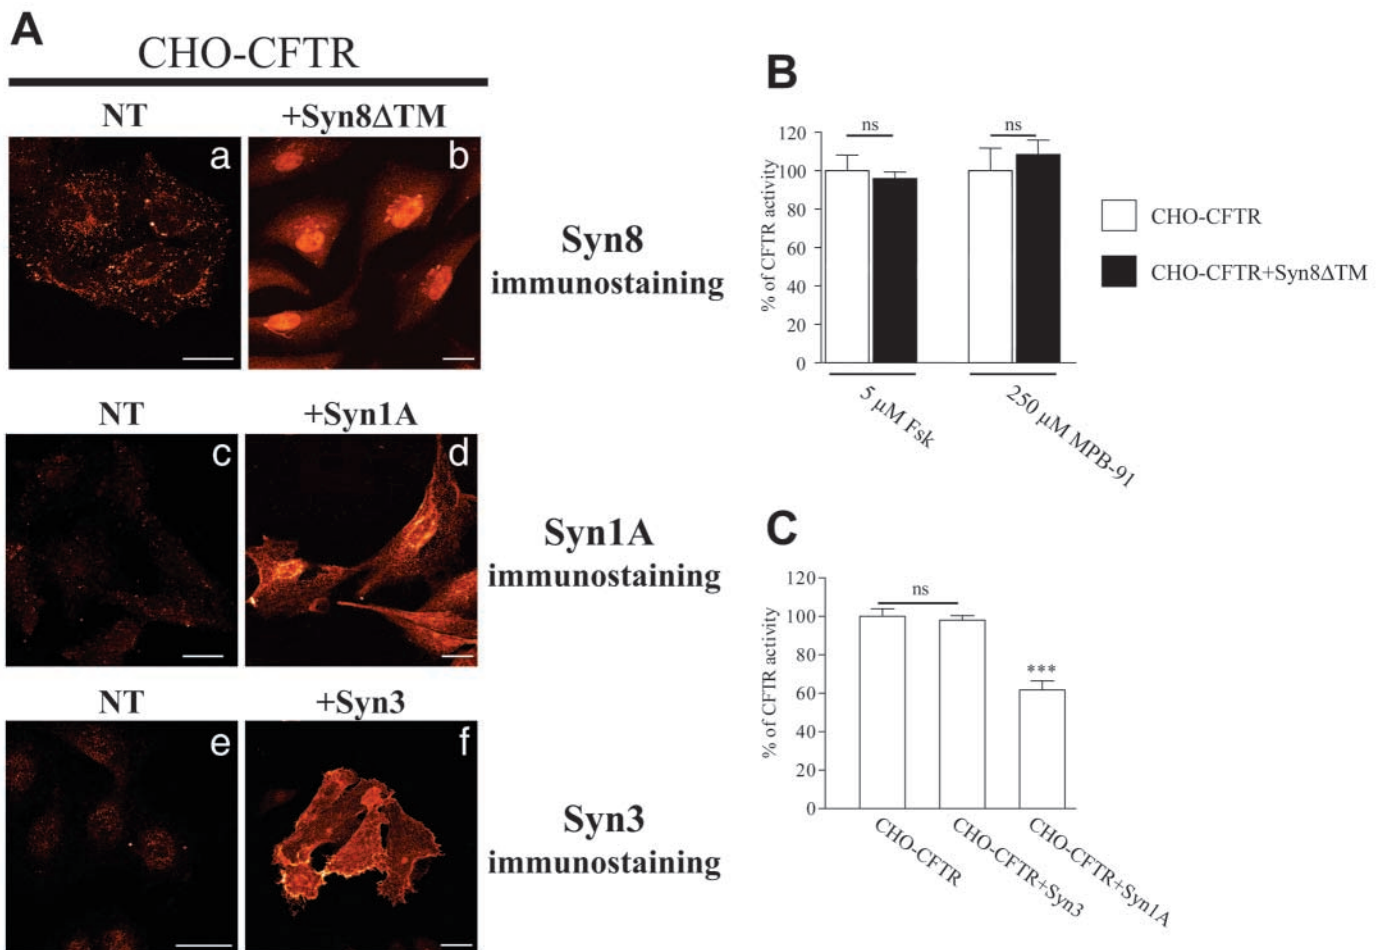 A
CHO-CFTR
NT
+Syn8ΔTM
a
b
Syn8
immunostaining
NT
+Syn1A
c
d
Syn1A
immunostaining
NT
+Syn3
e
f
Syn3
immunostaining
B
% of CFTR activity
120
100
80
60
40
20
0
ns
ns
5 µM Fsk
250 µM MPB-91
CHO-CFTR
CHO-CFTR+Syn8ΔTM
C
% of CFTR activity
120
100
80
60
40
20
0
ns
***
CHO-CFTR
CHO-CFTR+Syn3
CHO-CFTR+Syn1A